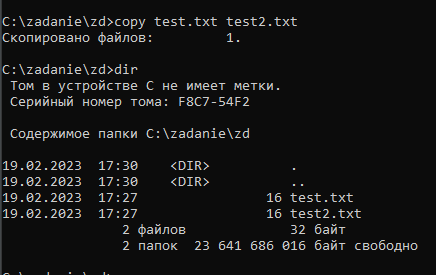 C:\zadanie\zd>copy test.txt test2.txt
Скопировано файлов:         1.
C:\zadanie\zd>dir
Том в устройстве C не имеет метки.
Серийный номер тома: F8C7-54F2
Содержимое папки C:\zadanie\zd
19.02.2023  17:30    <DIR>          .
19.02.2023  17:30    <DIR>          ..
19.02.2023  17:27                16 test.txt
19.02.2023  17:27                16 test2.txt
2 файлов             32 байт
2 папок  23 641 686 016 байт свободно